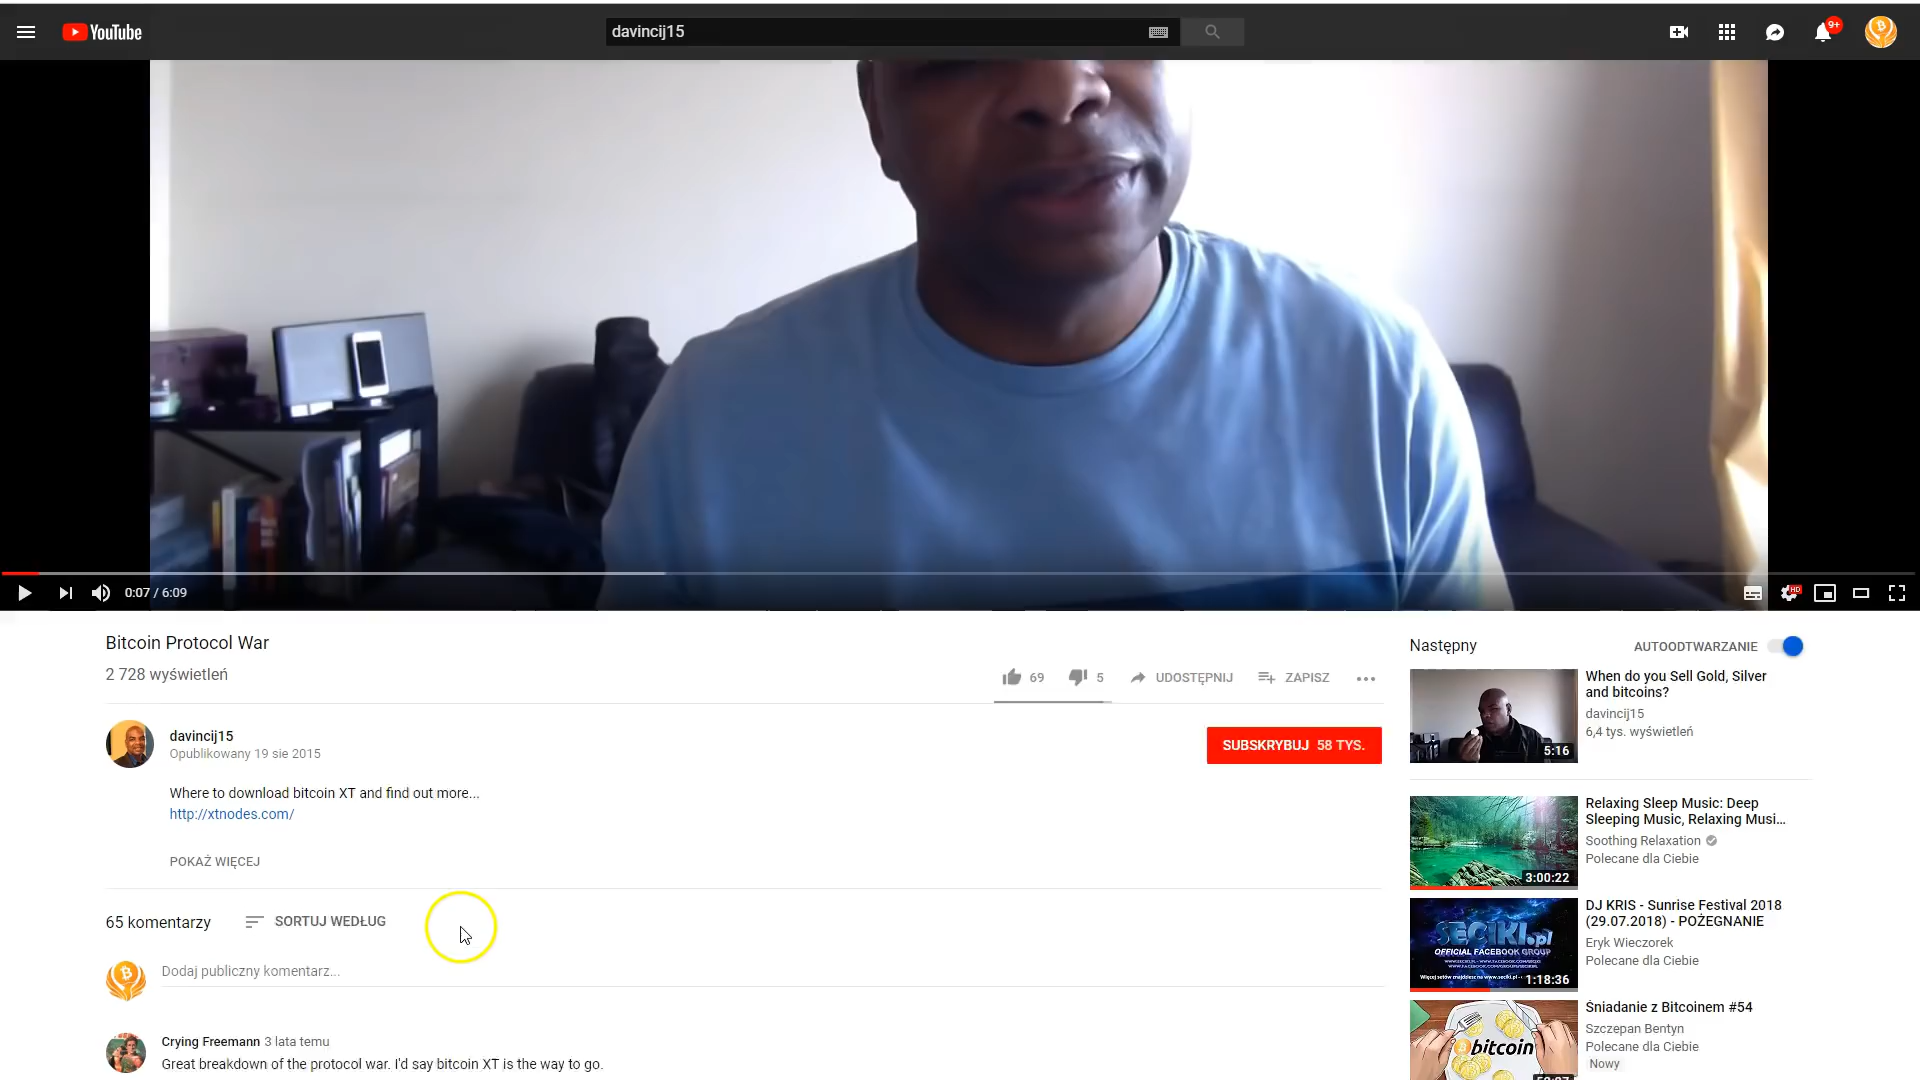 YouTube
davincij15
9+
0:07 / 6:09
HD
Bitcoin Protocol War
2 728 wyświetleń
69
5
UDOSTĘPNIJ
ZAPISZ
davincij15
Opublikowany 19 sie 2015
SUBSKRYBUJ 58 TYS.
Where to download bitcoin XT and find out more...
http://xtnodes.com/
POKAŻ WIĘCEJ
65 komentarzy
SORTUJ WEDŁUG
Dodaj publiczny komentarz...
Crying Freemann 3 lata temu
Great breakdown of the protocol war. I'd say bitcoin XT is the way to go.
Następny
AUTOODTWARZANIE
5:16
When do you Sell Gold, Silver
and bitcoins?
davincij15
6,4 tys. wyświetleń
3:00:22
Relaxing Sleep Music: Deep
Sleeping Music, Relaxing Musi...
Soothing Relaxation
Polecane dla Ciebie
SECIKI.pl
OFFICIAL FACEBOOK GROUP
1:18:36
DJ KRIS - Sunrise Festival 2018
(29.07.2018) - POŻEGNANIE
Eryk Wieczorek
Polecane dla Ciebie
bitcoin
Śniadanie z Bitcoinem #54
Szczepan Bentyn
Polecane dla Ciebie
Nowy